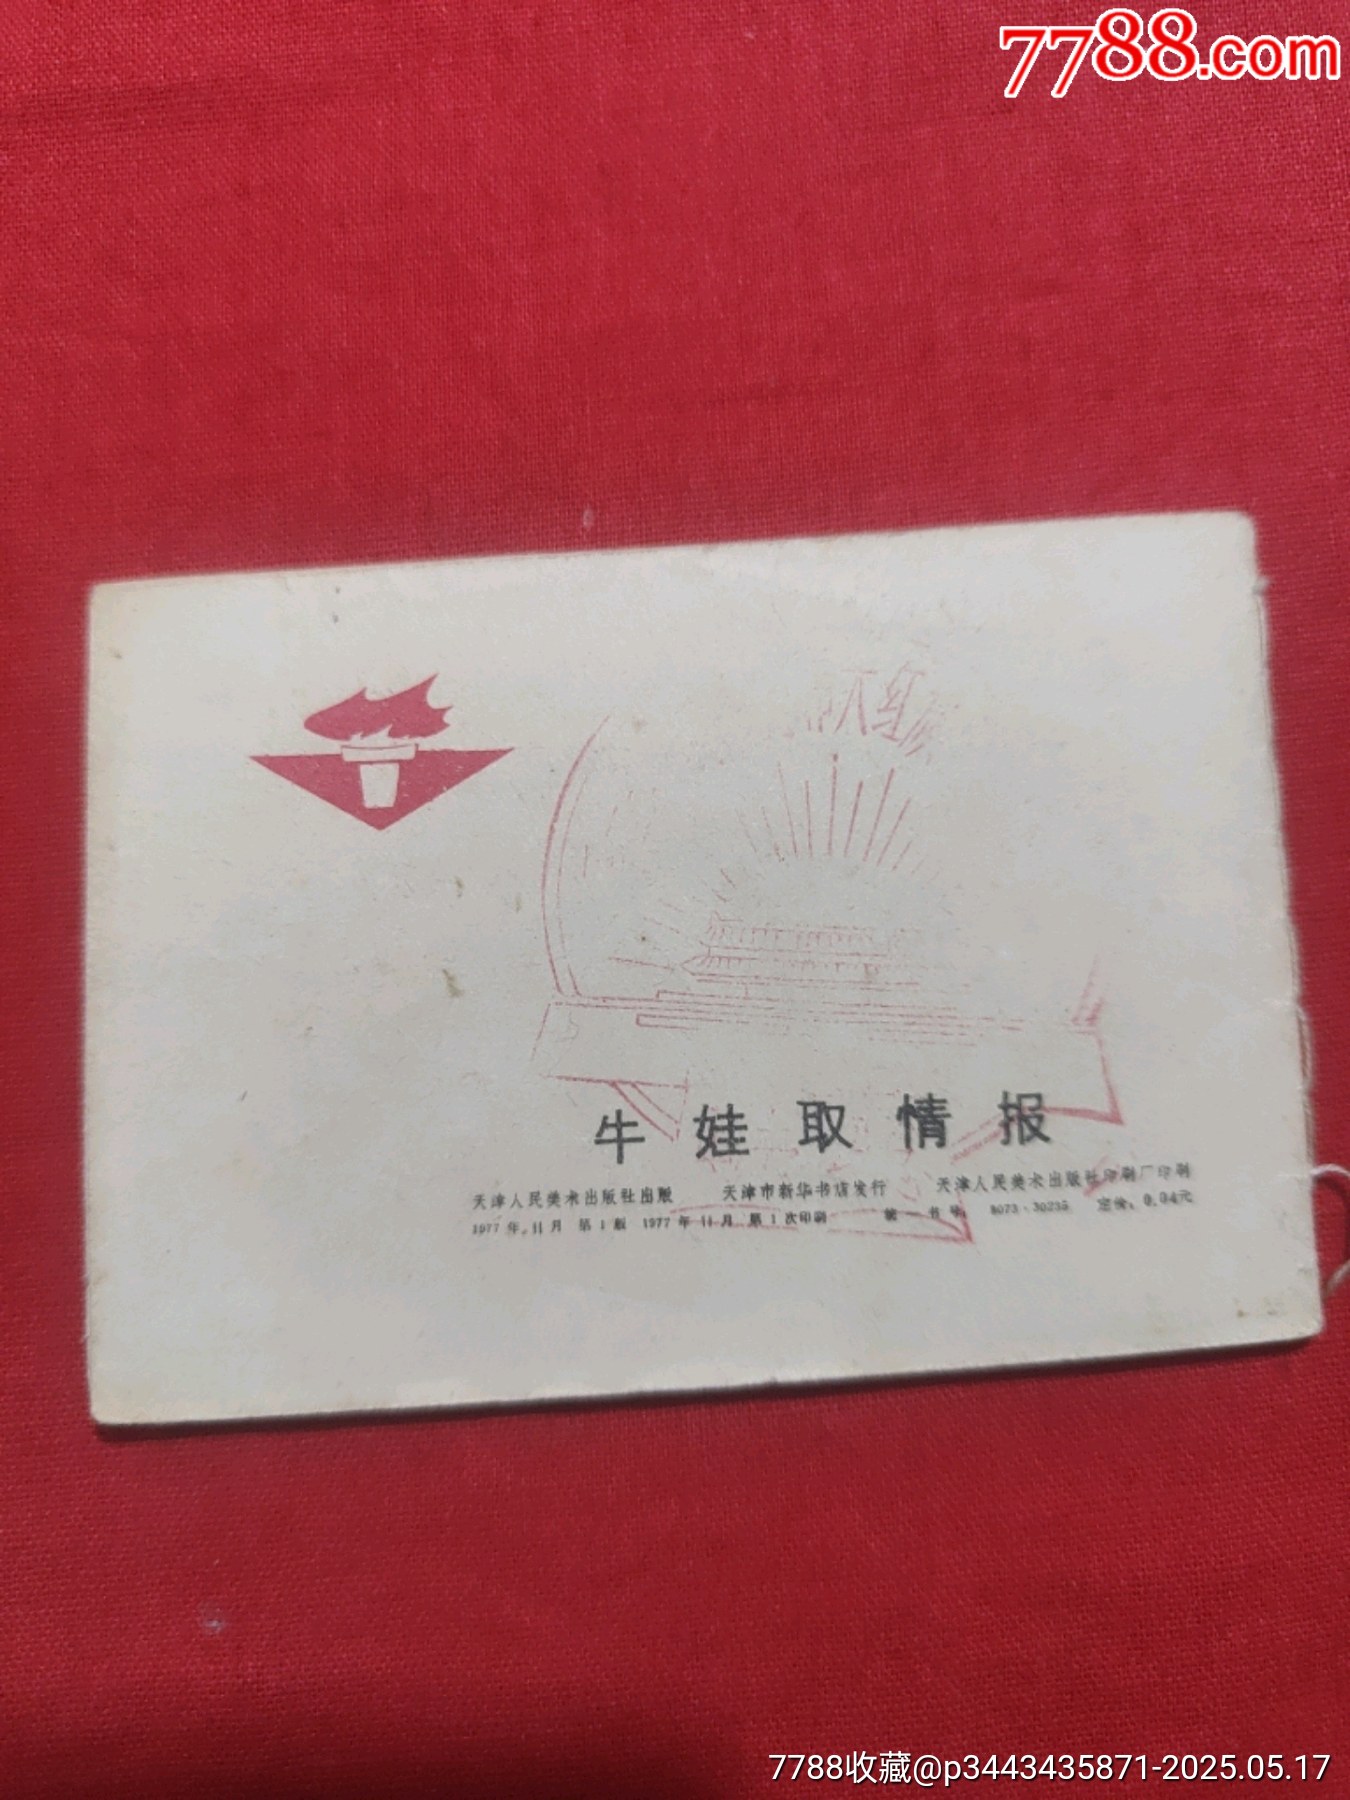 7788.com
牛娃取情报
天津人民美术出版社出版 天津市新华书店发行 天津人民美术出版社印刷厂印刷
1977年11月第1版 1977年11月第1次印刷 统一书号 8073·30235 定价：0.04元
7788收藏@p3443435871-2025.05.17